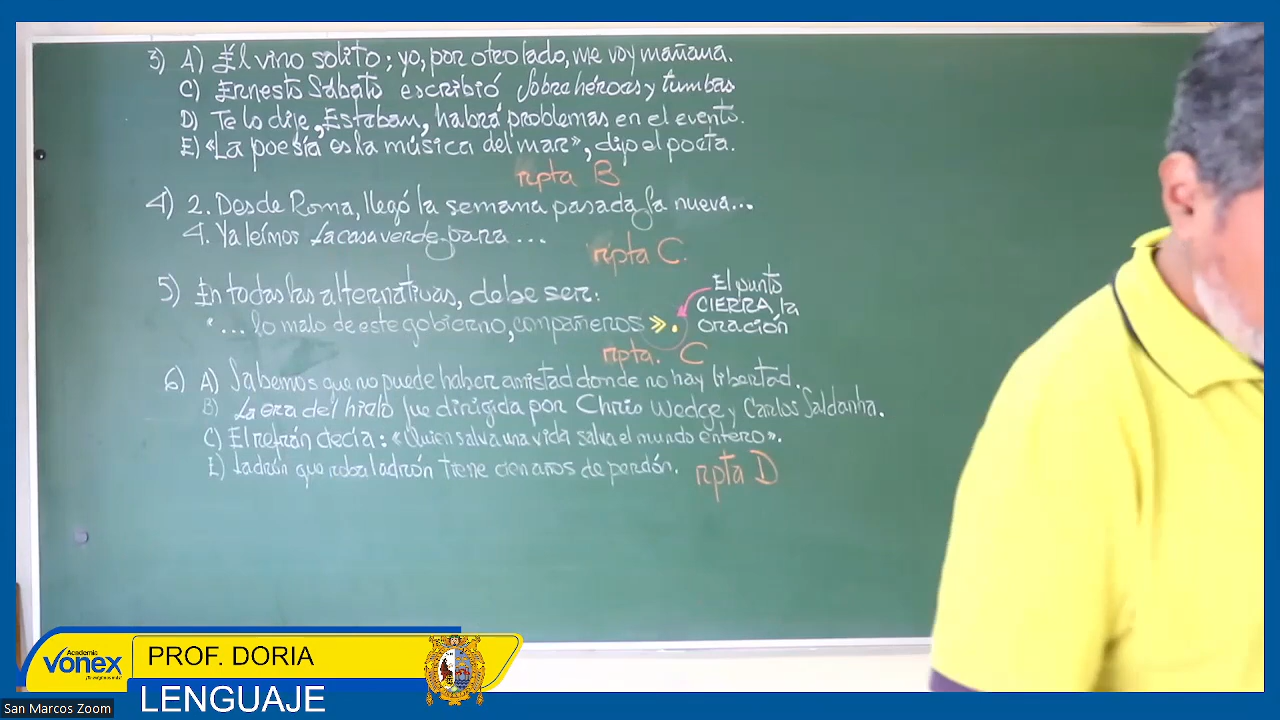 3) A) Él vino solito; yo, por otro lado, me voy mañana.
C) Ernesto Sábato escribió Sobre héroes y tumbas
D) Te lo dije, Esteban, habrá problemas en el evento.
E) «La poesía es la música del mar», dijo el poeta.
rpta B
4) 2. Desde Roma, llegó la semana pasada la nueva...
4. Ya leímos La casa verde para ...
rpta C.
5) En todas las alternativas, debe ser:
El punto
CIERRA la
oración
"... lo malo de este gobierno, compañeros ».
rpta. C
6) A) Sabemos que no puede haber amistad donde no hay libertad.
B) La era del hielo fue dirigida por Chris Wedge y Carlos Saldanha.
C) El refrán decía: «Quien salva una vida salva el mundo entero».
E) Ladrón que roba ladrón tiene cien años de perdón.
rpta D
Academia
vonex
PROF. DORIA
LENGUAJE
San Marcos Zoom